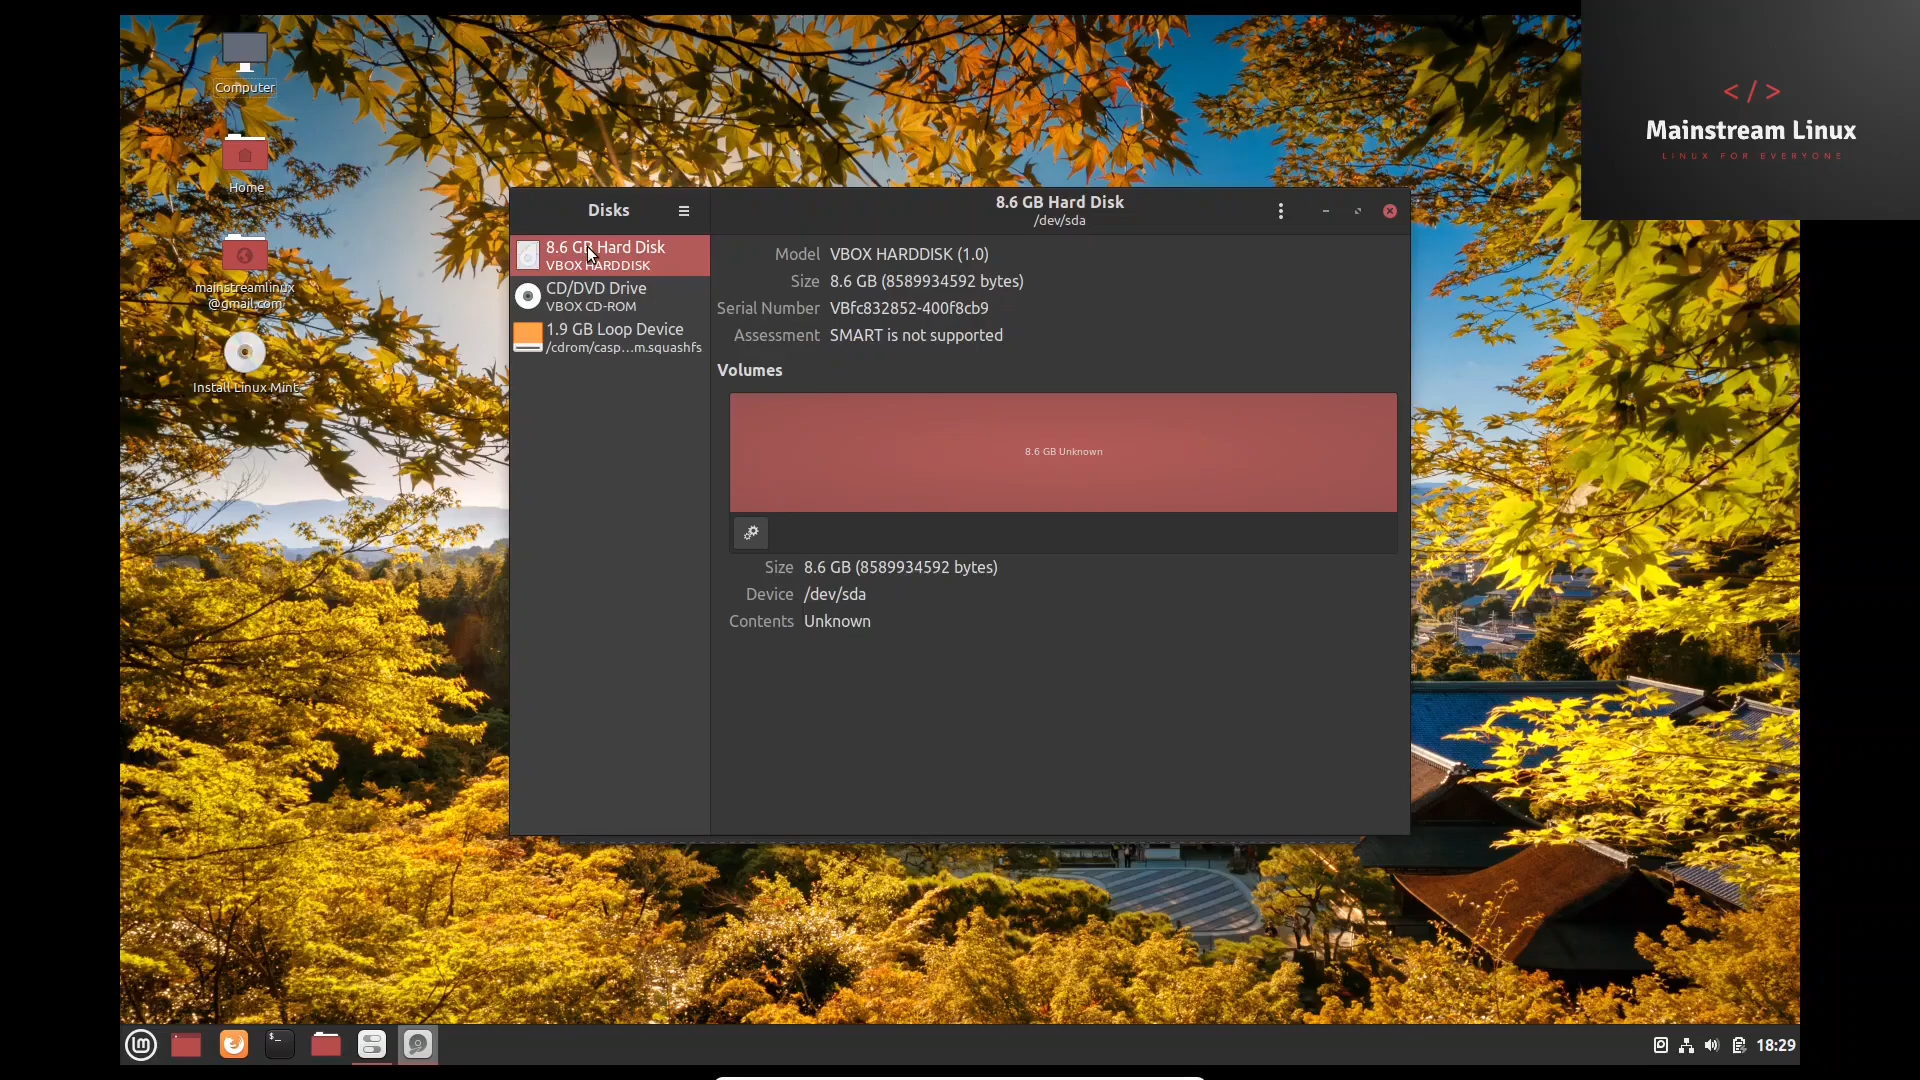 Computer
Home
mainstreamlinux
@gmail.com
Install Linux Mint
</>
Mainstream Linux
LINUX FOR EVERYONE
Disks
8.6 GB Hard Disk
/dev/sda
8.6 GB Hard Disk
VBOX HARDDISK
CD/DVD Drive
VBOX CD-ROM
1.9 GB Loop Device
/cdrom/casp…m.squashfs
Model VBOX HARDDISK (1.0)
Size 8.6 GB (8589934592 bytes)
Serial Number VBfc832852-400f8cb9
Assessment SMART is not supported
Volumes
8.6 GB Unknown
Size 8.6 GB (8589934592 bytes)
Device /dev/sda
Contents Unknown
18:29